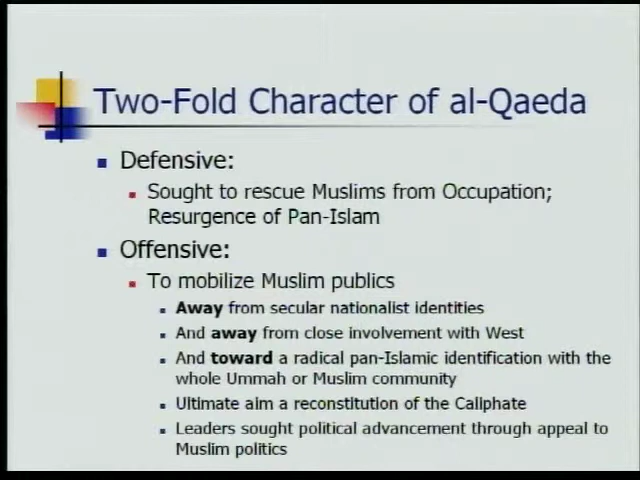 Two-Fold Character of al-Qaeda
Defensive:
Sought to rescue Muslims from Occupation;
Resurgence of Pan-Islam
Offensive:
To mobilize Muslim publics
Away from secular nationalist identities
And away from close involvement with West
And toward a radical pan-Islamic identification with the
whole Ummah or Muslim community
Ultimate aim a reconstitution of the Caliphate
Leaders sought political advancement through appeal to
Muslim politics